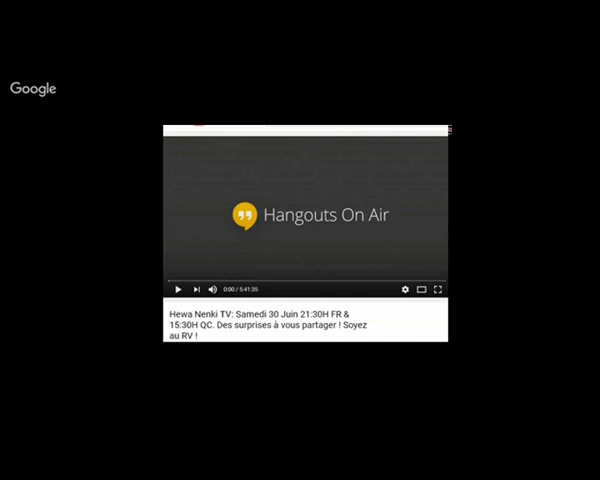 Google
Hangouts On Air
0:00 / 5:41:35
Hewa Nenki TV: Samedi 30 Juin 21:30H FR &
15:30H QC. Des surprises à vous partager ! Soyez
au RV !